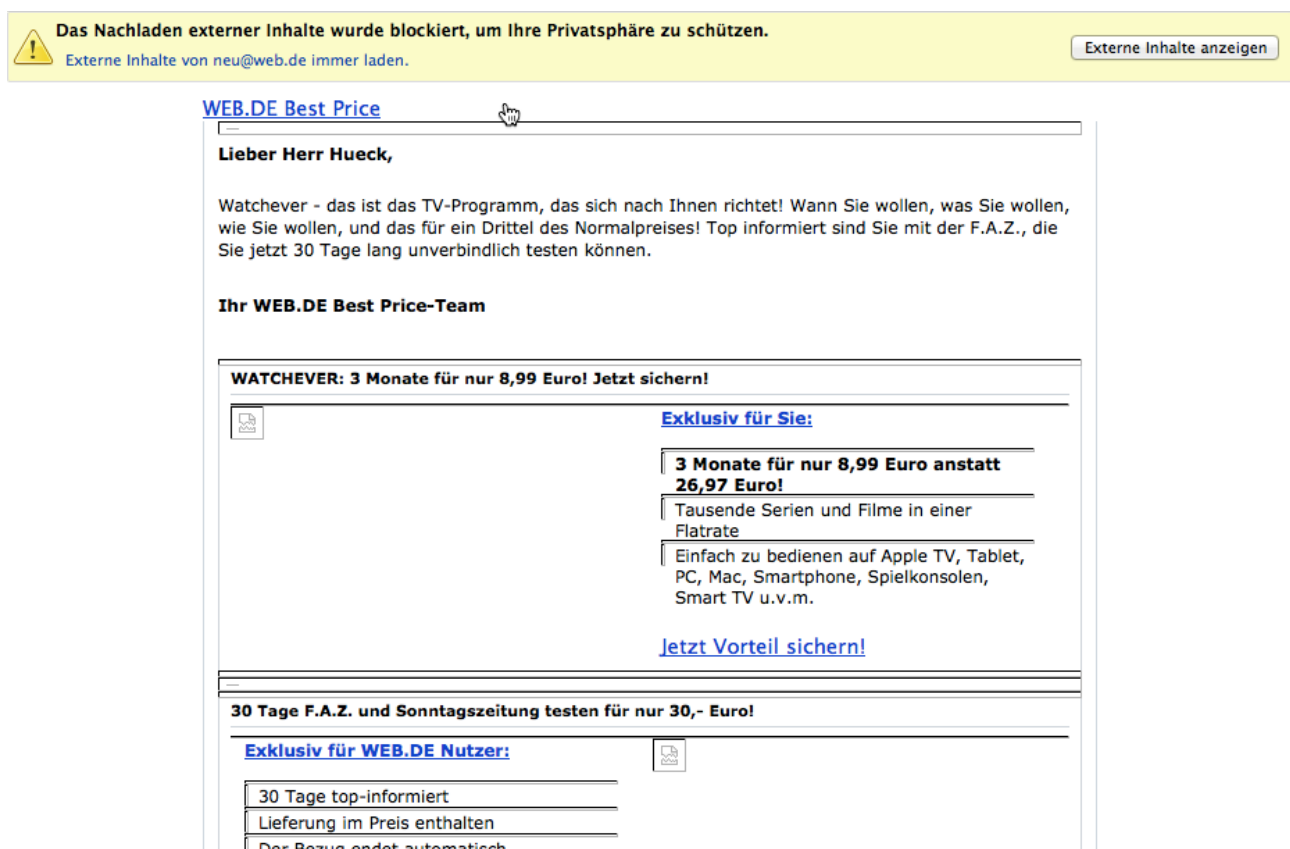 Das Nachladen externer Inhalte wurde blockiert, um Ihre Privatsphäre zu schützen.
Externe Inhalte von neu@web.de immer laden.
Externe Inhalte anzeigen
WEB.DE Best Price
Lieber Herr Hueck,
Watchever - das ist das TV-Programm, das sich nach Ihnen richtet! Wann Sie wollen, was Sie wollen,
wie Sie wollen, und das für ein Drittel des Normalpreises! Top informiert sind Sie mit der F.A.Z., die
Sie jetzt 30 Tage lang unverbindlich testen können.
Ihr WEB.DE Best Price-Team
WATCHEVER: 3 Monate für nur 8,99 Euro! Jetzt sichern!
Exklusiv für Sie:
3 Monate für nur 8,99 Euro anstatt
26,97 Euro!
Tausende Serien und Filme in einer
Flatrate
Einfach zu bedienen auf Apple TV, Tablet,
PC, Mac, Smartphone, Spielkonsolen,
Smart TV u.v.m.
Jetzt Vorteil sichern!
30 Tage F.A.Z. und Sonntagszeitung testen für nur 30,- Euro!
Exklusiv für WEB.DE Nutzer:
30 Tage top-informiert
Lieferung im Preis enthalten
Der Bezug endet automatisch